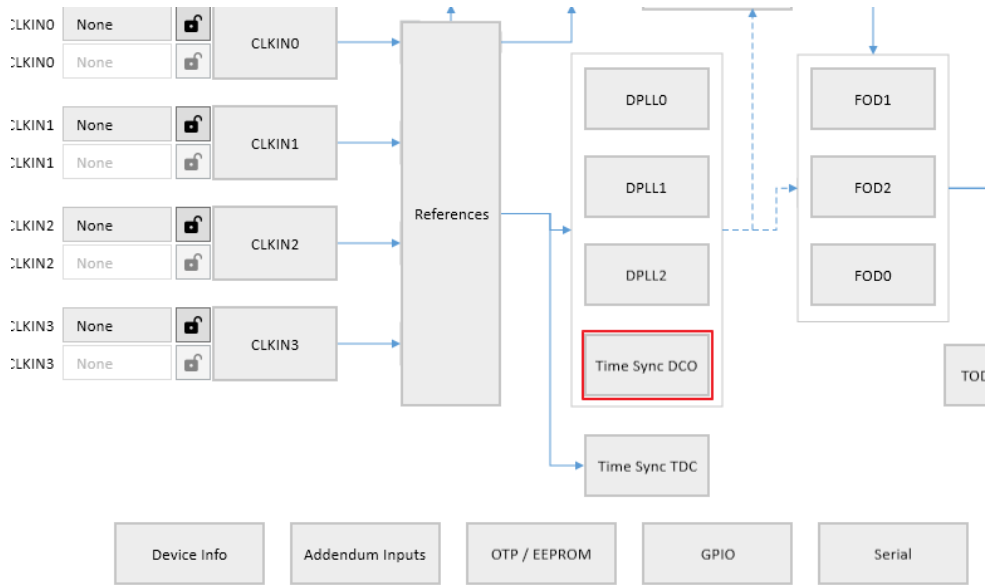 CLKIN0 None
CLKIN0
CLKIN0 None
CLKIN1 None
CLKIN1
CLKIN1 None
CLKIN2 None
CLKIN2
CLKIN2 None
CLKIN3 None
CLKIN3
CLKIN3 None
References
DPLL0
DPLL1
DPLL2
Time Sync DCO
Time Sync TDC
FOD1
FOD2
FOD0
TOD
Device Info
Addendum Inputs
OTP / EEPROM
GPIO
Serial